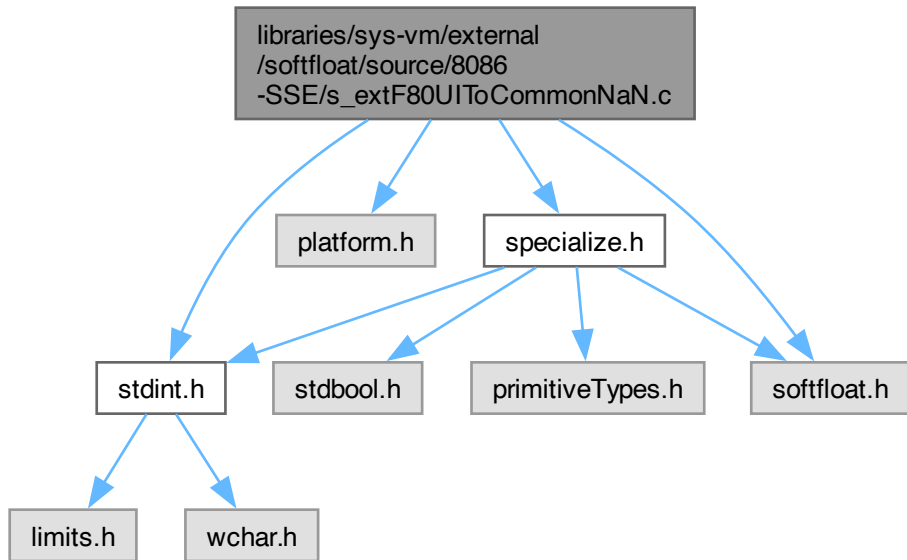 libraries/sys-vm/external
/softfloat/source/8086
-SSE/s_extF80UIToCommonNaN.c
platform.h
specialize.h
stdint.h
stdbool.h
primitiveTypes.h
softfloat.h
limits.h
wchar.h